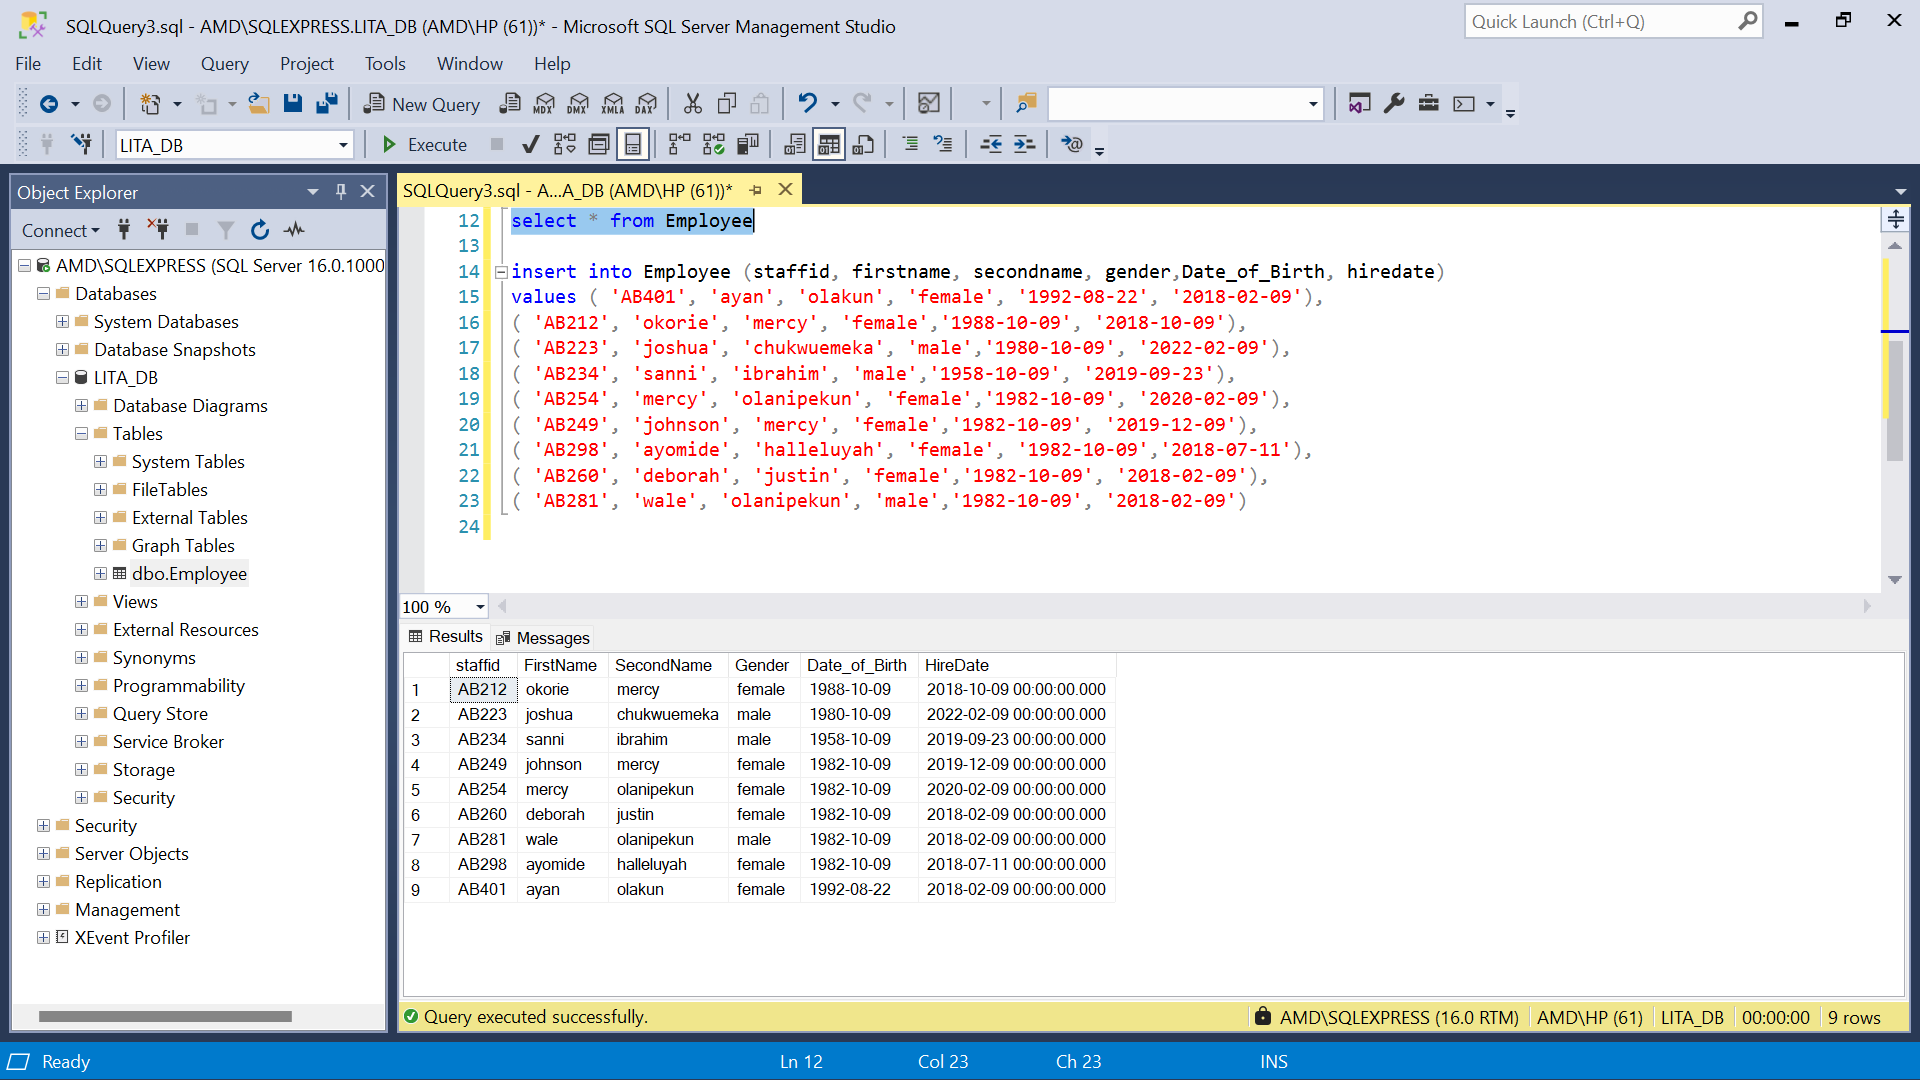 SQLQuery3.sql - AMD\SQLEXPRESS.LITA_DB (AMD\HP (61))* - Microsoft SQL Server Management Studio
Quick Launch (Ctrl+Q)
File Edit View Query Project Tools Window Help
New Query MDX DMX XMLA DAX
LITA_DB Execute
Object Explorer
Connect
AMD\SQLEXPRESS (SQL Server 16.0.1000
Databases
System Databases
Database Snapshots
LITA_DB
Database Diagrams
Tables
System Tables
FileTables
External Tables
Graph Tables
dbo.Employee
Views
External Resources
Synonyms
Programmability
Query Store
Service Broker
Storage
Security
Security
Server Objects
Replication
Management
XEvent Profiler
SQLQuery3.sql - A...A_DB (AMD\HP (61))*
12 select * from Employee
13
14 insert into Employee (staffid, firstname, secondname, gender,Date_of_Birth, hiredate)
15 values ( 'AB401', 'ayan', 'olakun', 'female', '1992-08-22', '2018-02-09'),
16 ( 'AB212', 'okorie', 'mercy', 'female','1988-10-09', '2018-10-09'),
17 ( 'AB223', 'joshua', 'chukwuemeka', 'male','1980-10-09', '2022-02-09'),
18 ( 'AB234', 'sanni', 'ibrahim', 'male','1958-10-09', '2019-09-23'),
19 ( 'AB254', 'mercy', 'olanipekun', 'female','1982-10-09', '2020-02-09'),
20 ( 'AB249', 'johnson', 'mercy', 'female','1982-10-09', '2019-12-09'),
21 ( 'AB298', 'ayomide', 'halleluyah', 'female', '1982-10-09','2018-07-11'),
22 ( 'AB260', 'deborah', 'justin', 'female','1982-10-09', '2018-02-09'),
23 ( 'AB281', 'wale', 'olanipekun', 'male','1982-10-09', '2018-02-09')
24
100 %
Results Messages
staffid FirstName SecondName Gender Date_of_Birth HireDate
1 AB212 okorie mercy female 1988-10-09 2018-10-09 00:00:00.000
2 AB223 joshua chukwuemeka male 1980-10-09 2022-02-09 00:00:00.000
3 AB234 sanni ibrahim male 1958-10-09 2019-09-23 00:00:00.000
4 AB249 johnson mercy female 1982-10-09 2019-12-09 00:00:00.000
5 AB254 mercy olanipekun female 1982-10-09 2020-02-09 00:00:00.000
6 AB260 deborah justin female 1982-10-09 2018-02-09 00:00:00.000
7 AB281 wale olanipekun male 1982-10-09 2018-02-09 00:00:00.000
8 AB298 ayomide halleluyah female 1982-10-09 2018-07-11 00:00:00.000
9 AB401 ayan olakun female 1992-08-22 2018-02-09 00:00:00.000
Query executed successfully. AMD\SQLEXPRESS (16.0 RTM) AMD\HP (61) LITA_DB 00:00:00 9 rows
Ready Ln 12 Col 23 Ch 23 INS